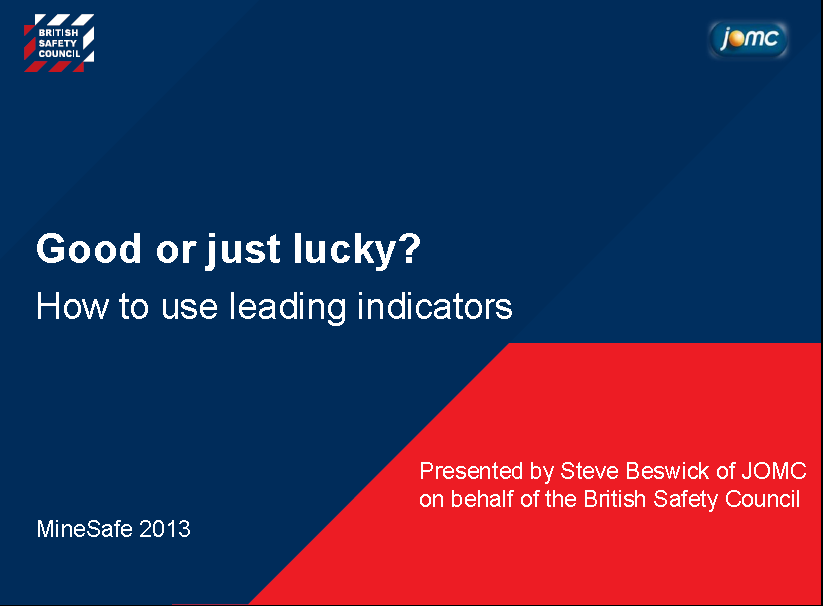 BRITISH
SAFETY
COUNCIL
jomc
Good or just lucky?
How to use leading indicators
Presented by Steve Beswick of JOMC
on behalf of the British Safety Council
MineSafe 2013